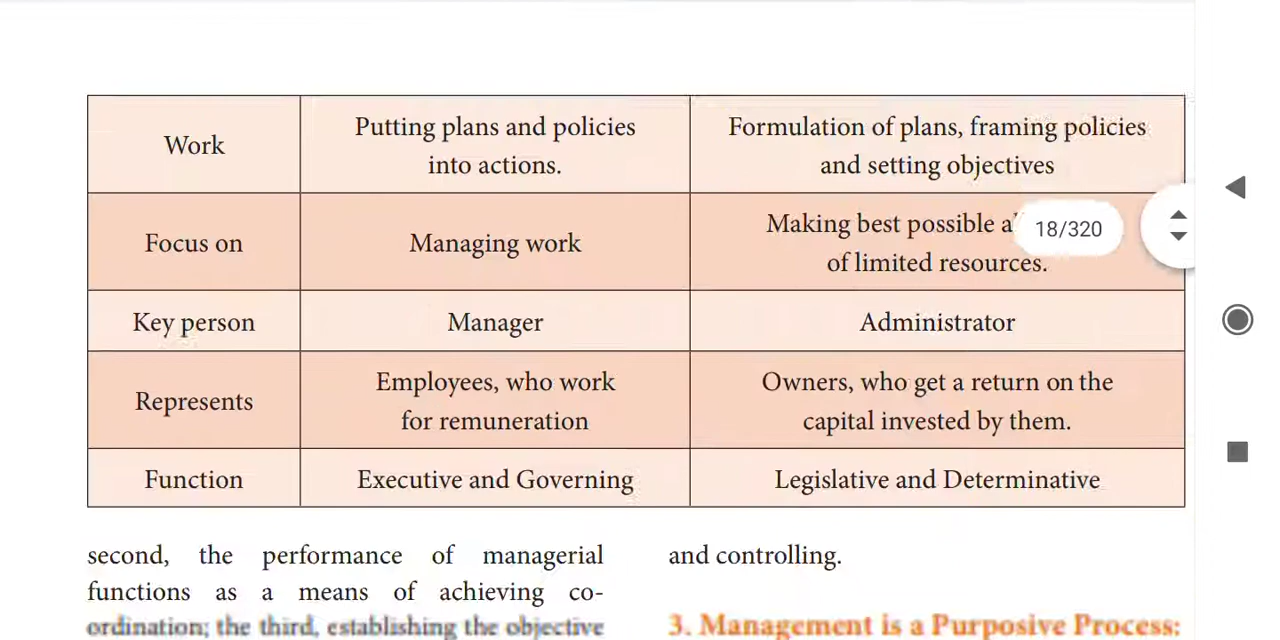 Work
Putting plans and policies
into actions.
Formulation of plans, framing policies
and setting objectives
Focus on
Managing work
Making best possible
of limited resources.
18/320
Key person
Manager
Administrator
Represents
Employees, who work
for remuneration
Owners, who get a return on the
capital invested by them.
Function
Executive and Governing
Legislative and Determinative
second, the performance of managerial
functions as a means of achieving co-
ordination; the third, establishing the objective
and controlling.
3. Management is a Purposive Process: